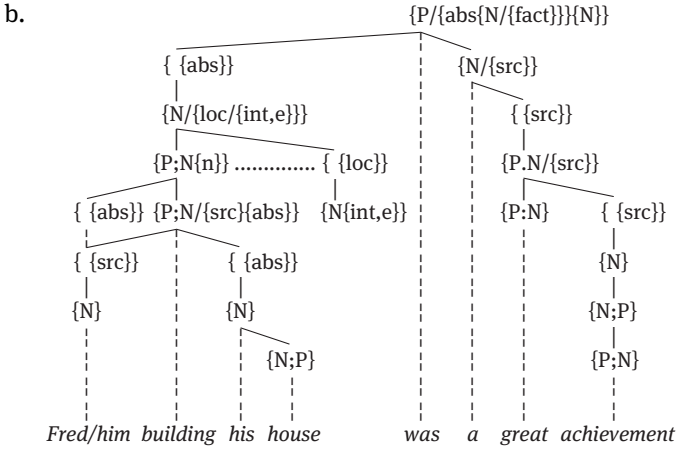 b.
{P/{abs{N/{fact}}}{N}}
{ {abs}} {N/{src}}
{N/{loc/{int,e}}} { {src}}
{P;N{n}} .............. { {loc}} {P.N/{src}}
{ {abs}} {P;N/{src}{abs}} {N{int,e}} {P:N} { {src}}
{ {src}} { {abs}} {N}
{N} {N} {N;P}
{N;P} {P;N}
Fred/him building his house was a great achievement